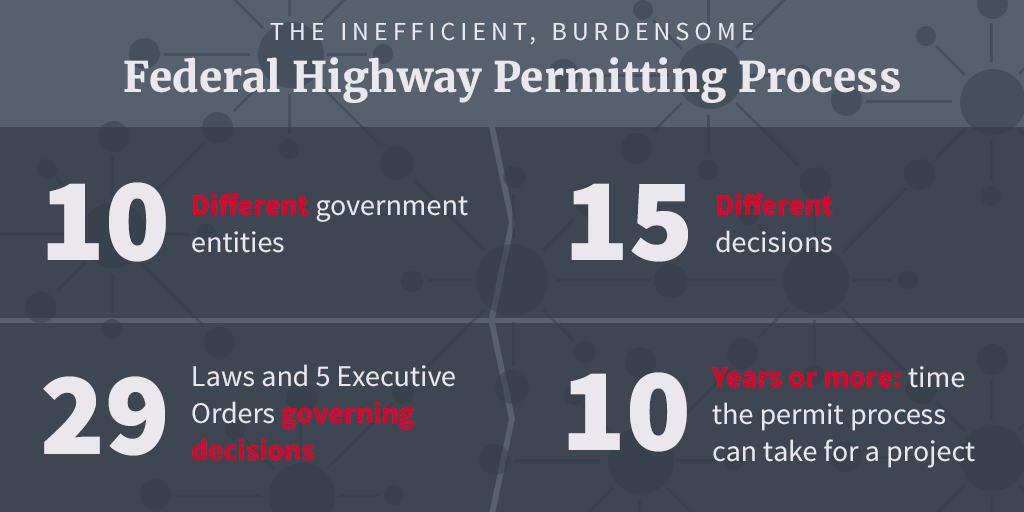 THE INEFFICIENT, BURDENSOME
Federal Highway Permitting Process
10
Different government
entities
15
Different
decisions
29
Laws and 5 Executive
Orders governing
decisions
10
Years or more: time
the permit process
can take for a project